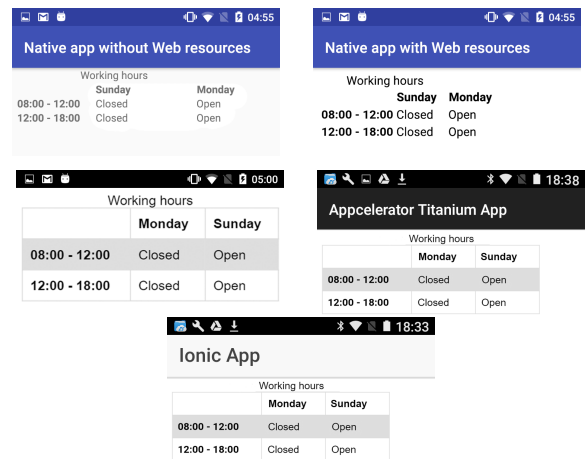 04:55
Native app without Web resources
Working hours
Sunday Monday
08:00 - 12:00 Closed Open
12:00 - 18:00 Closed Open
04:55
Native app with Web resources
Working hours
Sunday Monday
08:00 - 12:00 Closed Open
12:00 - 18:00 Closed Open
05:00
Working hours
Monday Sunday
08:00 - 12:00 Closed Open
12:00 - 18:00 Closed Open
18:38
Appcelerator Titanium App
Working hours
Monday Sunday
08:00 - 12:00 Closed Open
12:00 - 18:00 Closed Open
18:33
Ionic App
Working hours
Monday Sunday
08:00 - 12:00 Closed Open
12:00 - 18:00 Closed Open